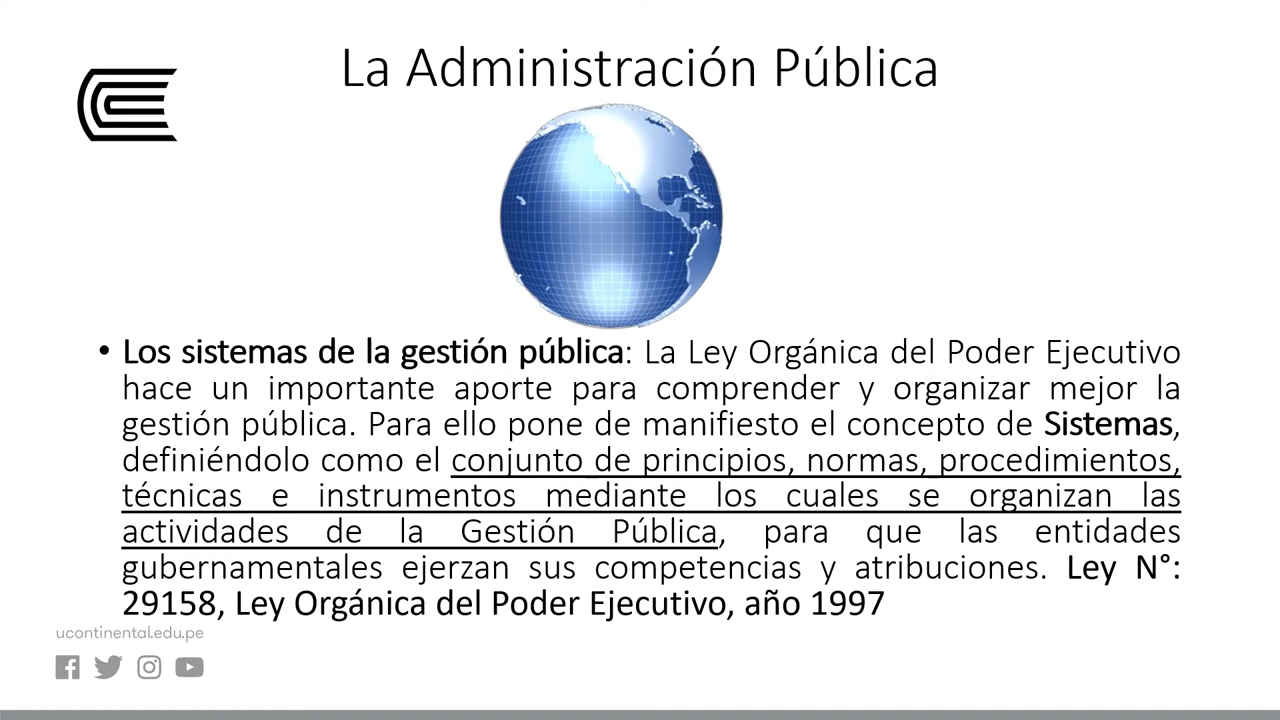 La Administración Pública
• Los sistemas de la gestión pública: La Ley Orgánica del Poder Ejecutivo
hace un importante aporte para comprender y organizar mejor la
gestión pública. Para ello pone de manifiesto el concepto de Sistemas,
definiéndolo como el conjunto de principios, normas, procedimientos,
técnicas e instrumentos mediante los cuales se organizan las
actividades de la Gestión Pública, para que las entidades
gubernamentales ejerzan sus competencias y atribuciones. Ley N°:
29158, Ley Orgánica del Poder Ejecutivo, año 1997
ucontinental.edu.pe